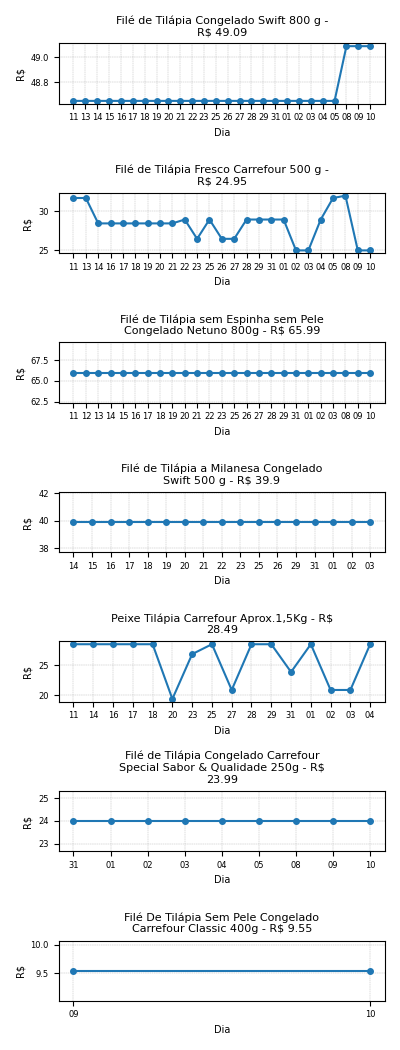 Filé de Tilápia Congelado Swift 800 g -
R$ 49.09
49.0
48.8
R$
11 13 14 15 16 17 18 19 20 21 22 23 25 26 27 28 29 31 01 02 03 04 05 08 09 10
Dia
Filé de Tilápia Fresco Carrefour 500 g -
R$ 24.95
30
25
R$
11 13 14 15 16 17 18 19 20 21 22 23 25 26 27 28 29 31 01 02 03 04 05 08 09 10
Dia
Filé de Tilápia sem Espinha sem Pele
Congelado Netuno 800g - R$ 65.99
67.5
65.0
62.5
R$
11 12 13 14 15 16 17 18 19 20 21 22 23 25 26 27 28 29 31 01 02 03 08 09 10
Dia
Filé de Tilápia a Milanesa Congelado
Swift 500 g - R$ 39.9
42
40
38
R$
14 15 16 17 18 19 20 21 22 23 25 26 29 31 01 02 03
Dia
Peixe Tilápia Carrefour Aprox.1,5Kg - R$
28.49
25
20
R$
11 14 16 17 18 20 23 25 27 28 29 31 01 02 03 04
Dia
Filé de Tilápia Congelado Carrefour
Special Sabor & Qualidade 250g - R$
23.99
25
24
23
R$
31 01 02 03 04 05 08 09 10
Dia
Filé De Tilápia Sem Pele Congelado
Carrefour Classic 400g - R$ 9.55
10.0
9.5
R$
09 10
Dia